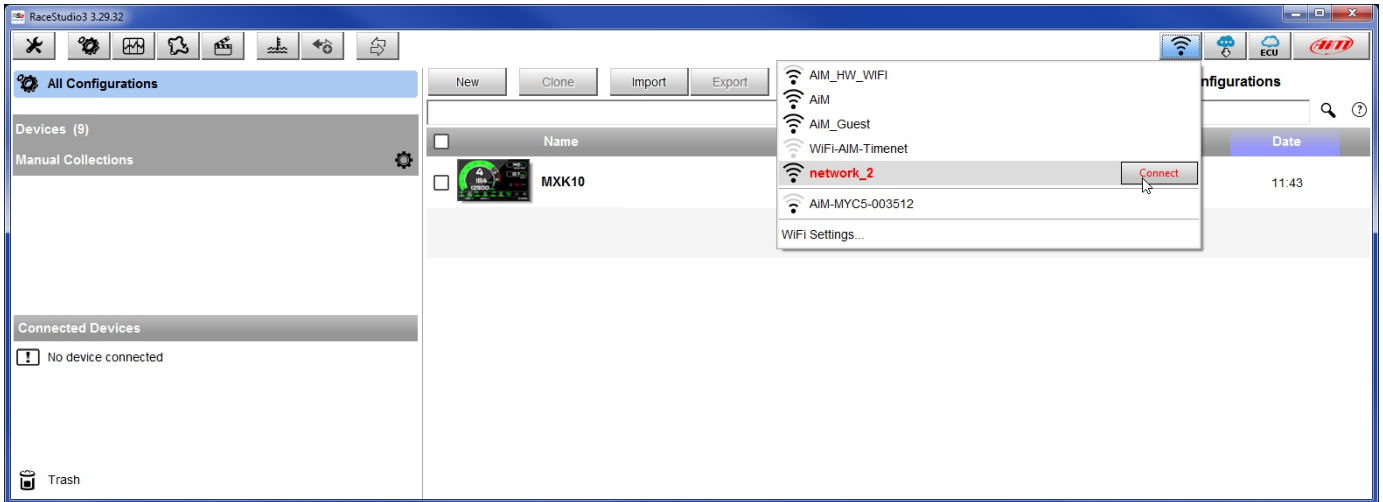 RaceStudio3 3.29.32
ECU
AiM
All Configurations
New Clone Import Export
nfigurations
Devices (9)
Manual Collections
Name Date
MXK10 11:43
AIM_HW_WIFI
AiM
AiM_Guest
WiFi-AIM-Timenet
network_2 Connect
AiM-MYC5-003512
WiFi Settings...
Connected Devices
No device connected
Trash